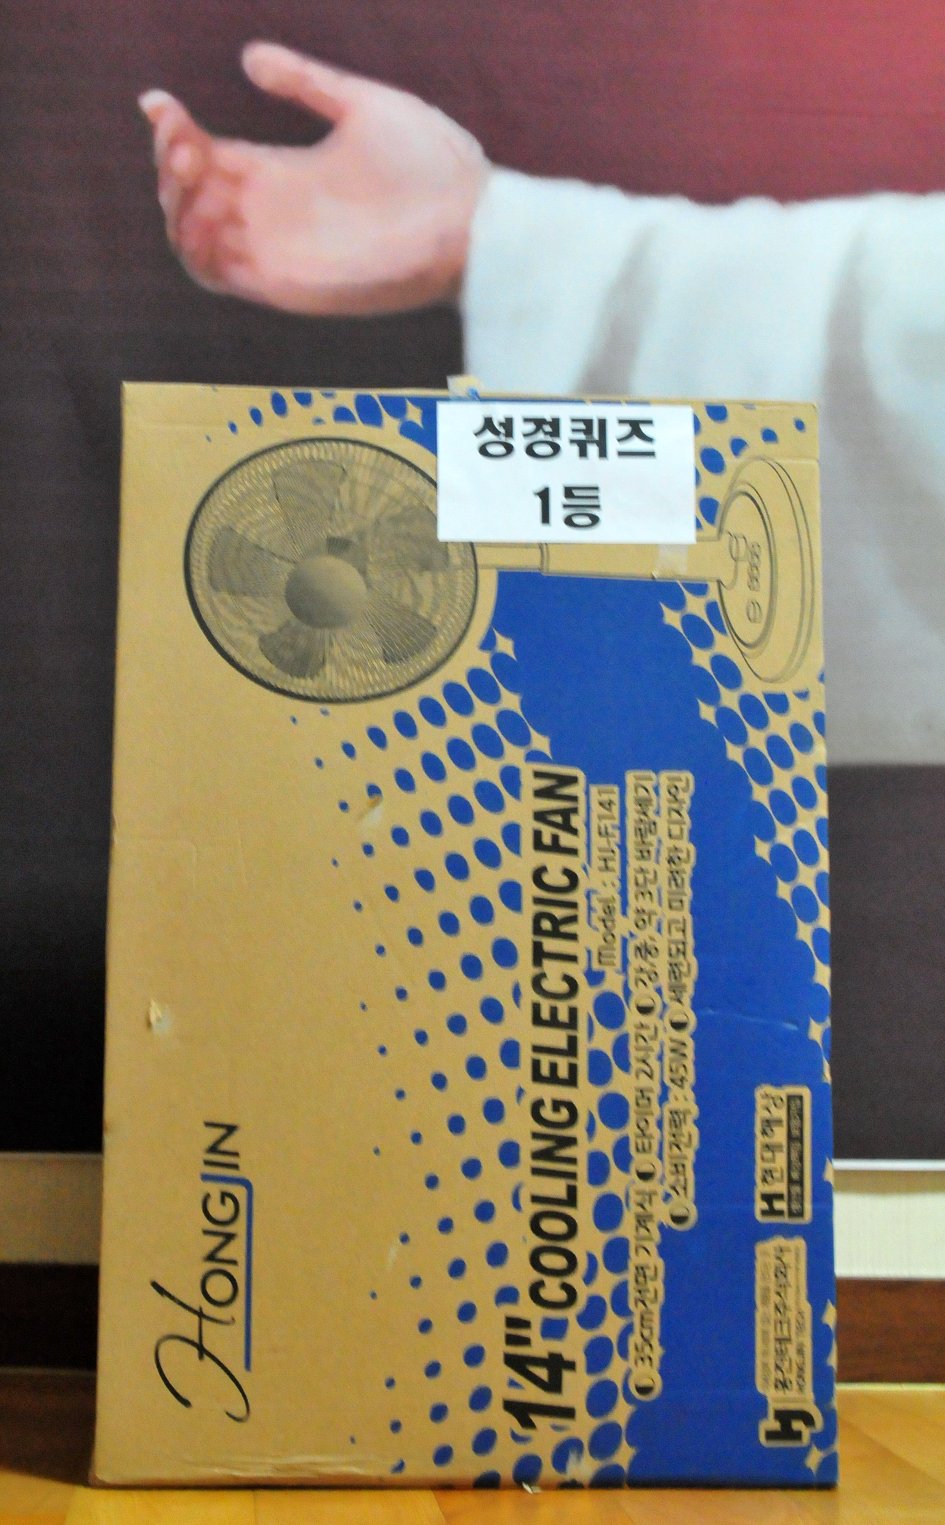 성경퀴즈
1등
HONGJIN
14" COOLING ELECTRIC FAN
Model : HJ-F141
35cm전면 기계식 타이머 2시간 강, 중, 약 3단 바람세기
소비전력 : 45W 세련되고 미려한 디자인
현대해상
홍진테크주식회사